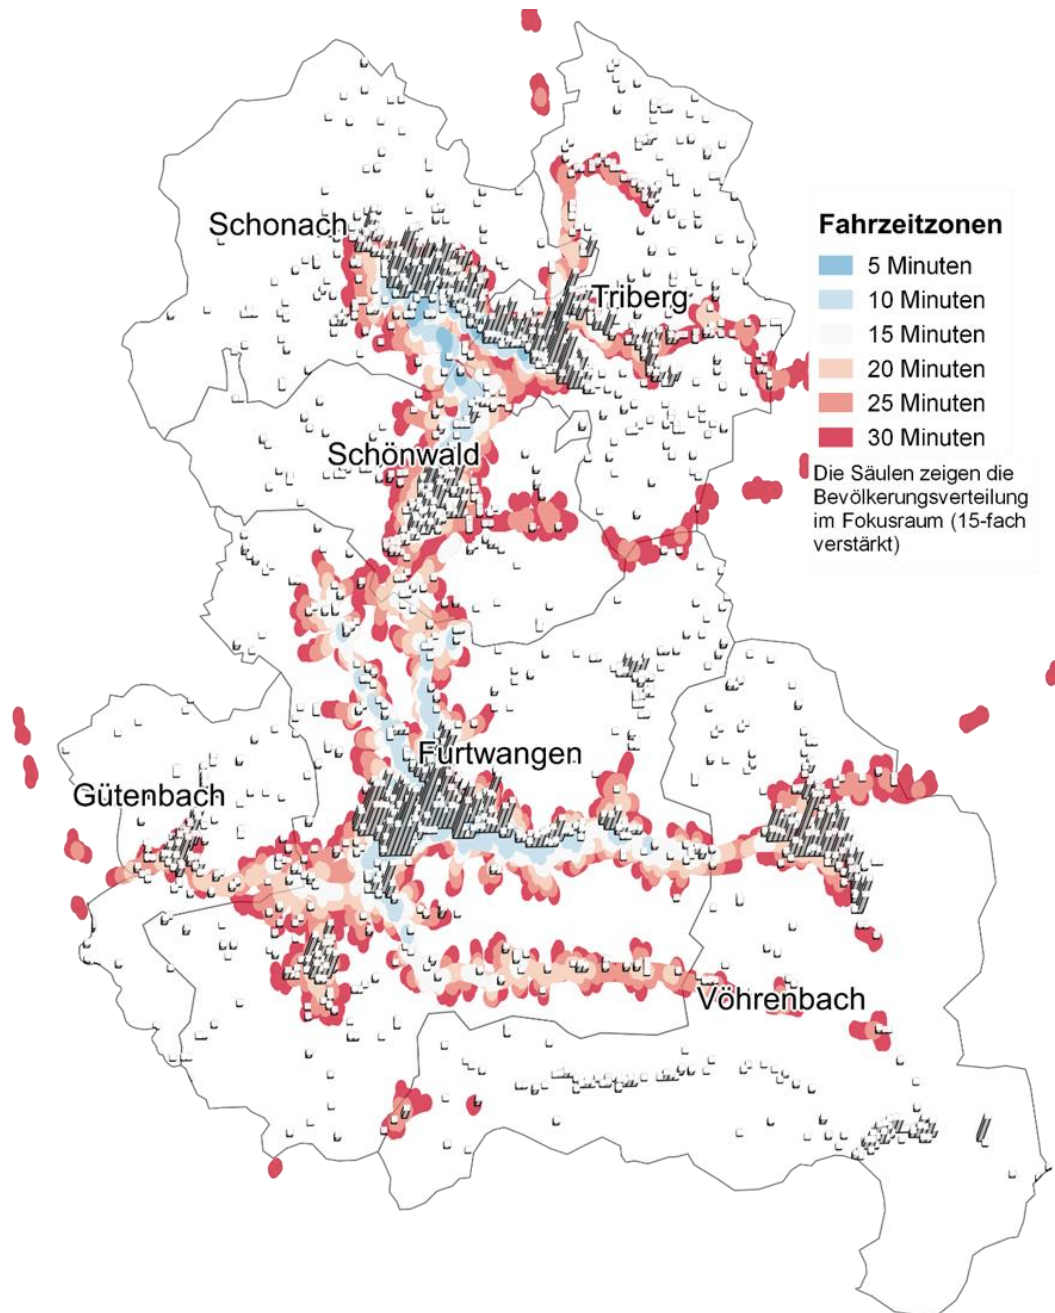 Schonach
Triberg
Schönwald
Furtwangen
Gütenbach
Vöhrenbach
Fahrzeitzonen
5 Minuten
10 Minuten
15 Minuten
20 Minuten
25 Minuten
30 Minuten
Die Säulen zeigen die
Bevölkerungsverteilung
im Fokusraum (15-fach
verstärkt)